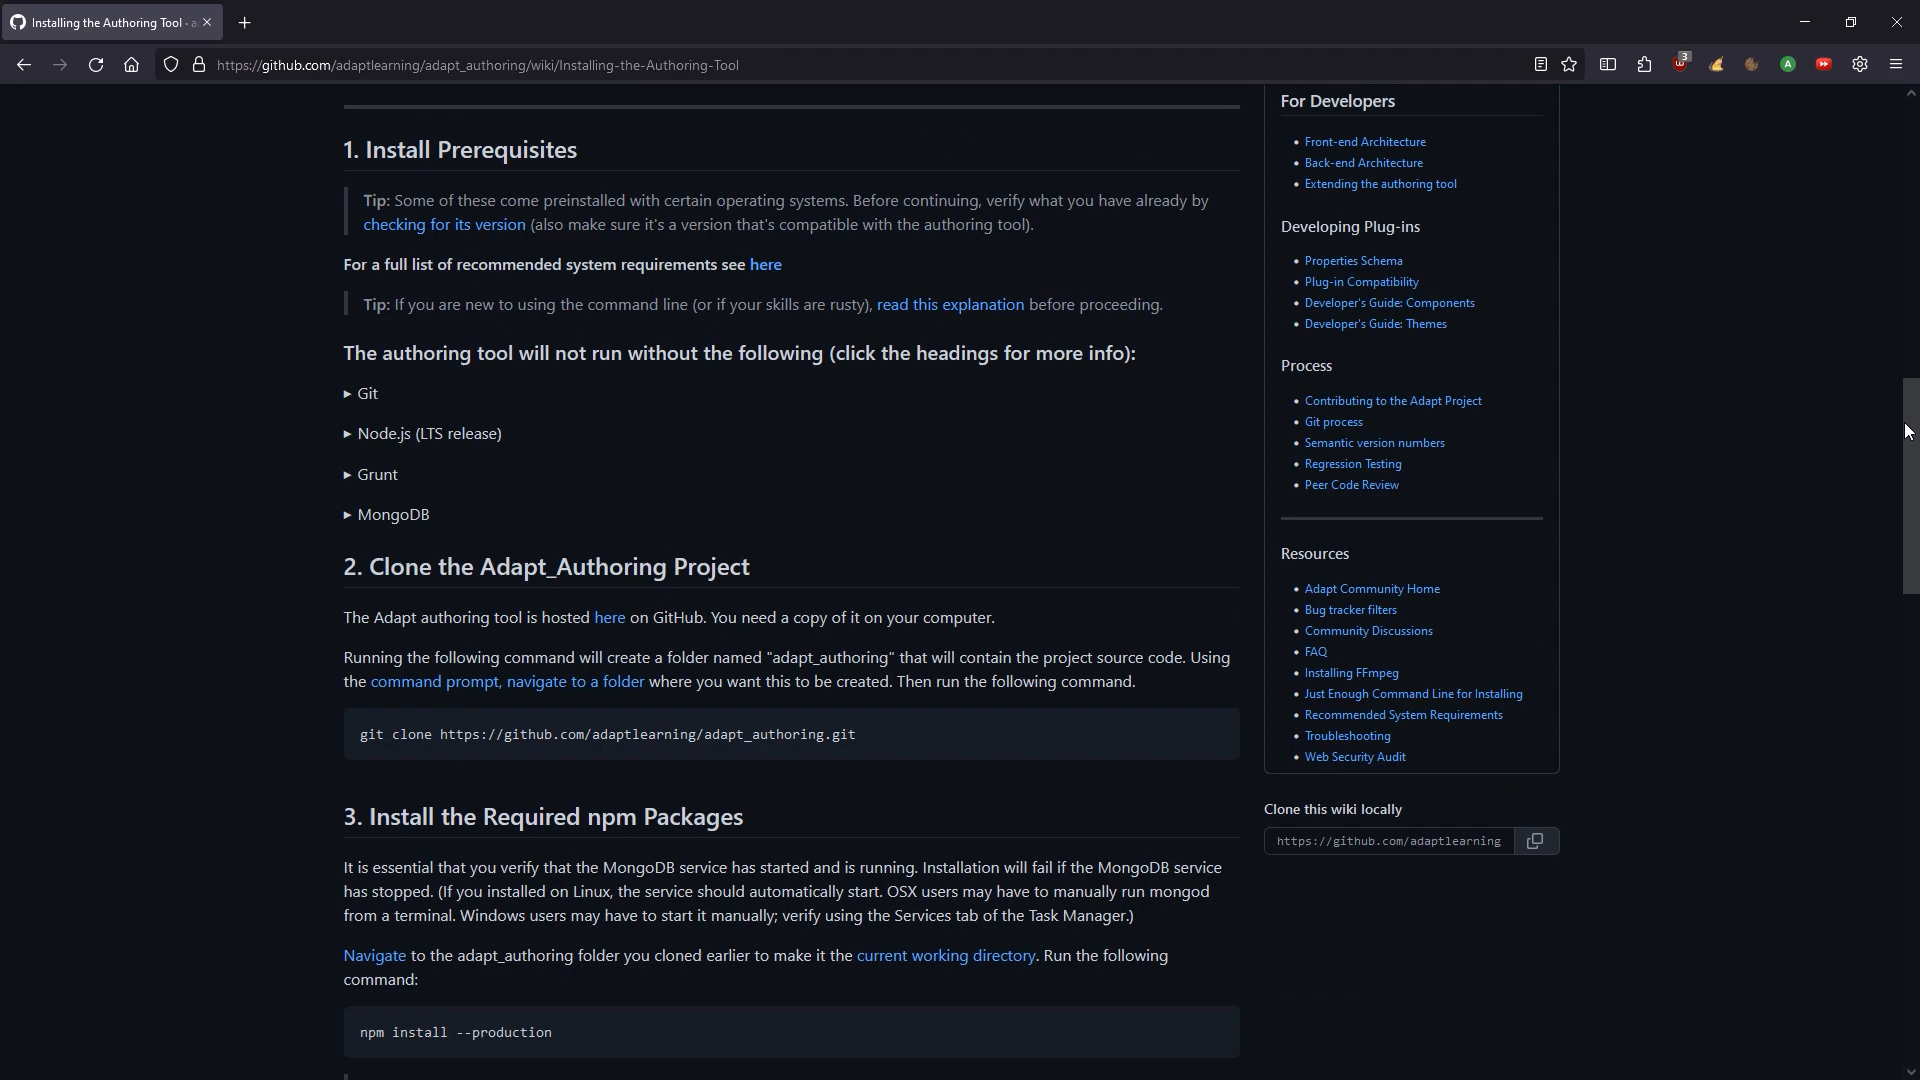 Installing the Authoring Tool · a
3
https://github.com/adaptlearning/adapt_authoring/wiki/Installing-the-Authoring-Tool
A
1. Install Prerequisites
Tip: Some of these come preinstalled with certain operating systems. Before continuing, verify what you have already by
checking for its version (also make sure it's a version that's compatible with the authoring tool).
For a full list of recommended system requirements see here
Tip: If you are new to using the command line (or if your skills are rusty), read this explanation before proceeding.
The authoring tool will not run without the following (click the headings for more info):
▸ Git
▸ Node.js (LTS release)
▸ Grunt
▸ MongoDB
2. Clone the Adapt_Authoring Project
The Adapt authoring tool is hosted here on GitHub. You need a copy of it on your computer.
Running the following command will create a folder named "adapt_authoring" that will contain the project source code. Using
the command prompt, navigate to a folder where you want this to be created. Then run the following command.
git clone https://github.com/adaptlearning/adapt_authoring.git
3. Install the Required npm Packages
It is essential that you verify that the MongoDB service has started and is running. Installation will fail if the MongoDB service
has stopped. (If you installed on Linux, the service should automatically start. OSX users may have to manually run mongod
from a terminal. Windows users may have to start it manually; verify using the Services tab of the Task Manager.)
Navigate to the adapt_authoring folder you cloned earlier to make it the current working directory. Run the following
command:
npm install --production
For Developers
• Front-end Architecture
• Back-end Architecture
• Extending the authoring tool
Developing Plug-ins
• Properties Schema
• Plug-in Compatibility
• Developer's Guide: Components
• Developer's Guide: Themes
Process
• Contributing to the Adapt Project
• Git process
• Semantic version numbers
• Regression Testing
• Peer Code Review
Resources
• Adapt Community Home
• Bug tracker filters
• Community Discussions
• FAQ
• Installing FFmpeg
• Just Enough Command Line for Installing
• Recommended System Requirements
• Troubleshooting
• Web Security Audit
Clone this wiki locally
https://github.com/adaptlearning